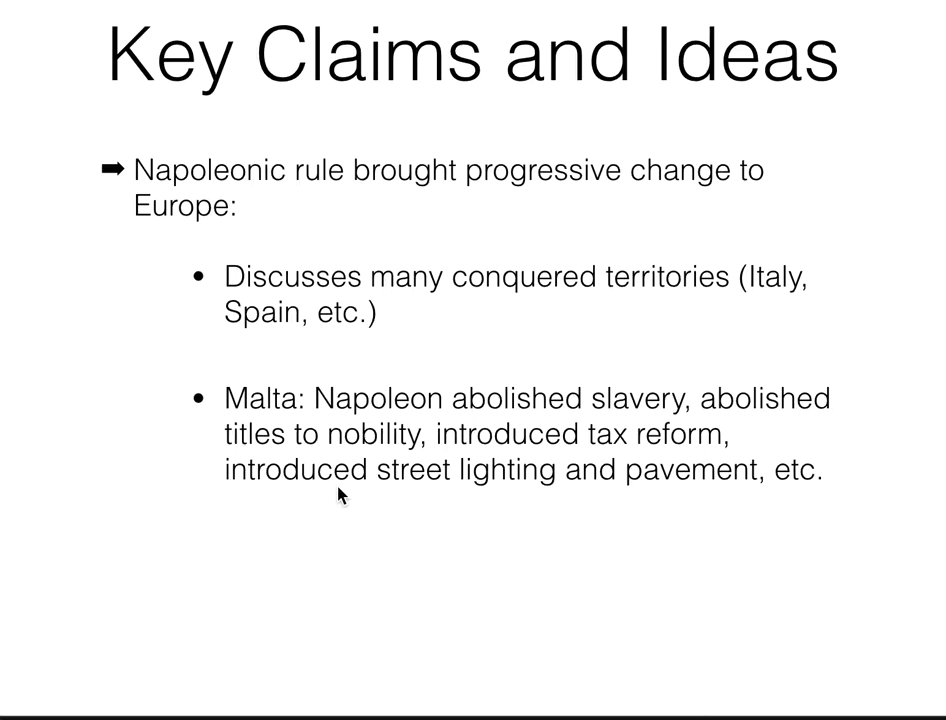 Key Claims and Ideas
➡ Napoleonic rule brought progressive change to
Europe:
• Discusses many conquered territories (Italy,
Spain, etc.)
• Malta: Napoleon abolished slavery, abolished
titles to nobility, introduced tax reform,
introduced street lighting and pavement, etc.